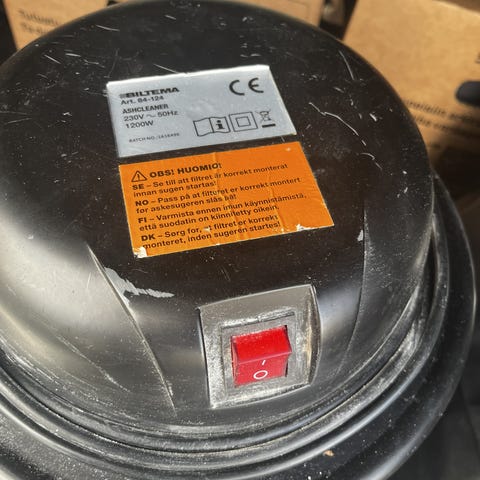 BILTEMA
Art. 84-124
ASHCLEANER
230V ~ 50Hz
1200W
CE
⚠ OBS! HUOMIO!
SE – Se till att filtret är korrekt monterat
innan sugen startas!
NO – Pass på at filteret er korrekt montert
for askesugeren slås på!
FI – Varmista ennen imun käynnistämistä,
että suodatin on kiinnitetty oikein.
DK – Sørg for, at filtret er korrekt
monteret, inden sugeren startes!
I
O